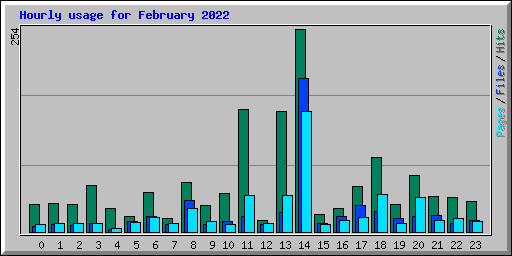 Hourly usage for February 2022
254
Pages/Files/Hits
0 1 2 3 4 5 6 7 8 9 10 11 12 13 14 15 16 17 18 19 20 21 22 23